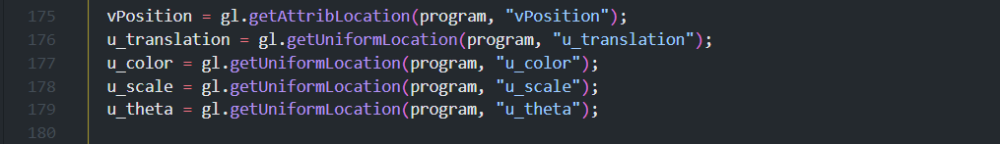 175 vPosition = gl.getAttribLocation(program, "vPosition");
176 u_translation = gl.getUniformLocation(program, "u_translation");
177 u_color = gl.getUniformLocation(program, "u_color");
178 u_scale = gl.getUniformLocation(program, "u_scale");
179 u_theta = gl.getUniformLocation(program, "u_theta");
180